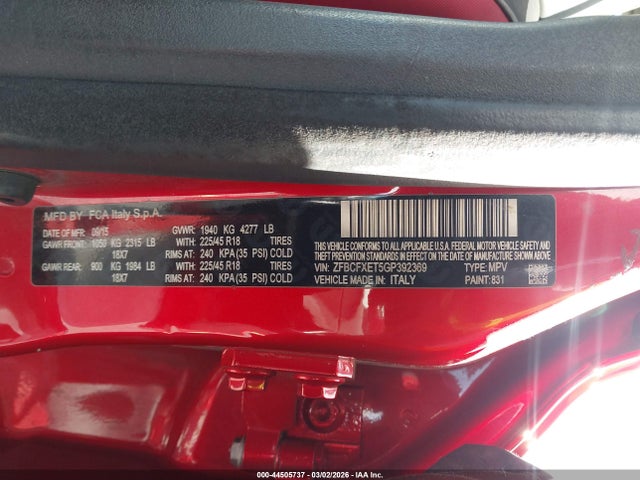 MFD BY FCA Italy S.p.A.
DATE OF MFR 09/15 GVWR: 1940 KG 4277 LB
GAWR FRONT: 1050 KG 2315 LB WITH: 225/45 R18 TIRES
18X7 RIMS AT: 240 KPA (35 PSI) COLD
GAWR REAR: 900 KG 1984 LB WITH: 225/45 R18 TIRES
18X7 RIMS AT: 240 KPA (35 PSI) COLD
THIS VEHICLE CONFORMS TO ALL APPLICABLE
U.S.A. FEDERAL MOTOR VEHICLE SAFETY, BUMPER AND THEFT
PREVENTION STANDARDS IN EFFECT ON THE DATE OF
MANUFACTURE SHOWN ABOVE.
VIN: ZFBCFXET5GP392369 TYPE: MPV
VEHICLE MADE IN: ITALY PAINT: 831
000-44505737 - 03/02/2026 - IAAI Corporate